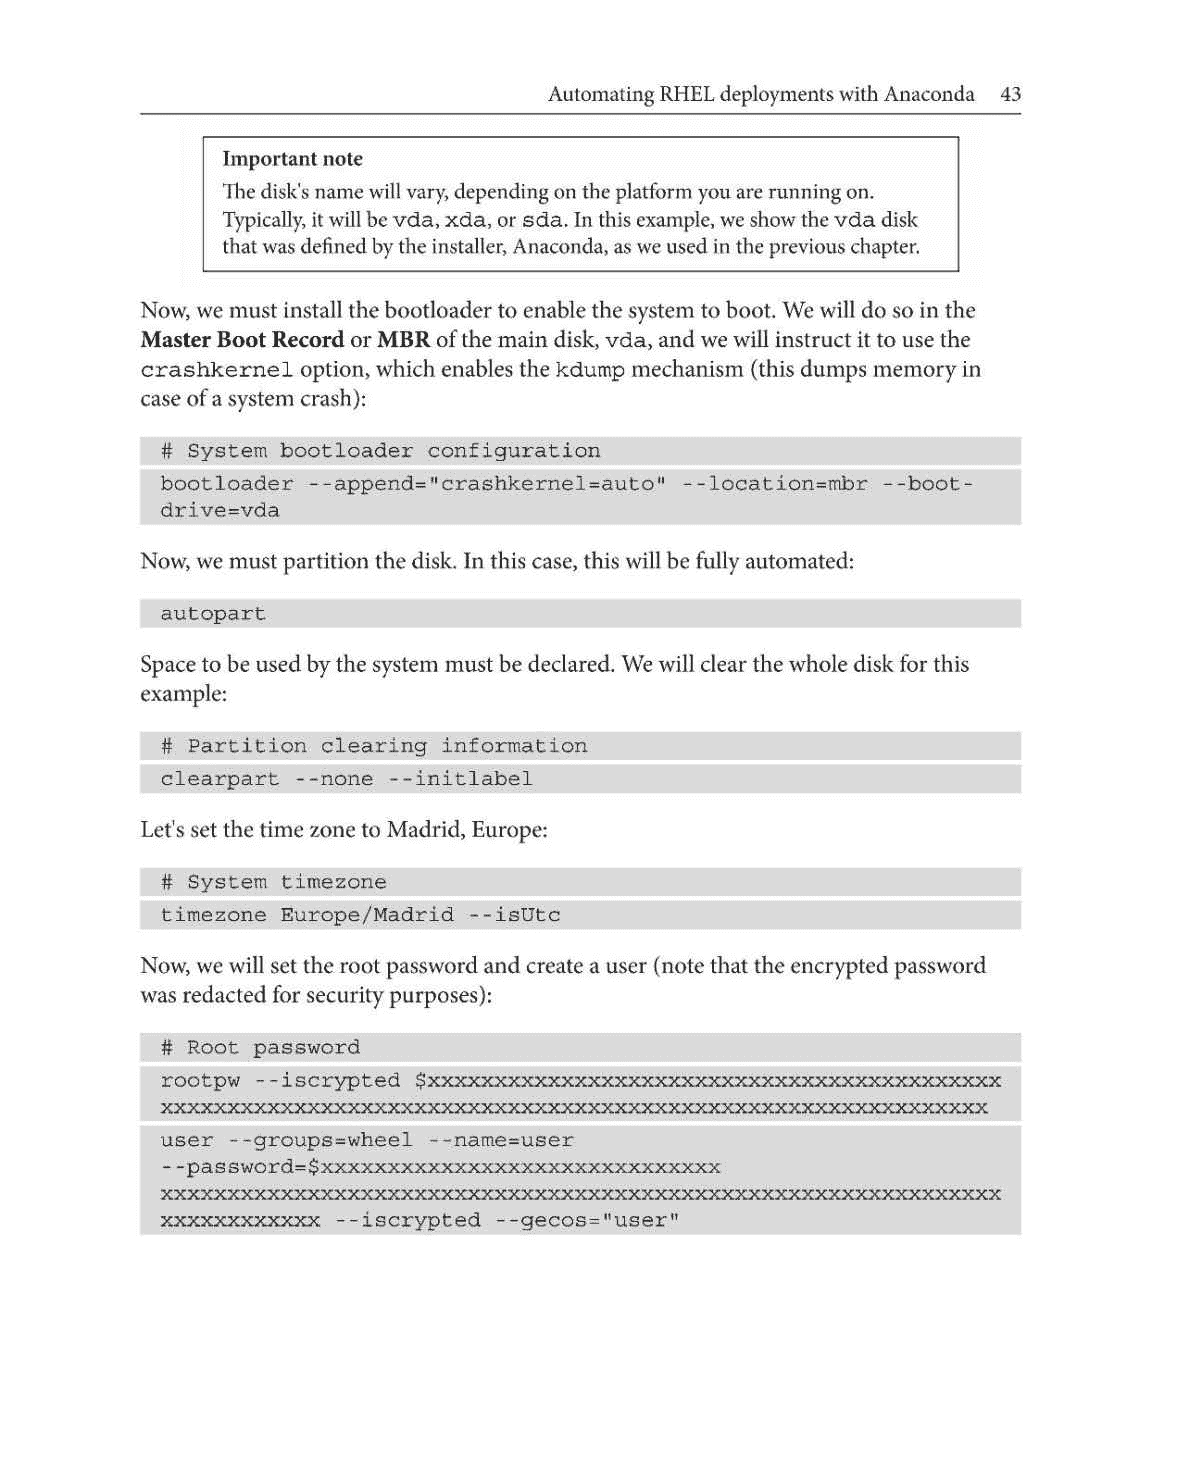 Automating RHEL deployments with Anaconda 43
Important note
The disk's name will vary, depending on the platform you are running on.
Typically, it will be vda, xda, or sda. In this example, we show the vda disk
that was defined by the installer, Anaconda, as we used in the previous chapter.
Now, we must install the bootloader to enable the system to boot. We will do so in the
Master Boot Record or MBR of the main disk, vda, and we will instruct it to use the
crashkernel option, which enables the kdump mechanism (this dumps memory in
case of a system crash):
# System bootloader configuration
bootloader --append="crashkernel=auto" --location=mbr --boot-
drive=vda
Now, we must partition the disk. In this case, this will be fully automated:
autopart
Space to be used by the system must be declared. We will clear the whole disk for this
example:
# Partition clearing information
clearpart --none --initlabel
Let's set the time zone to Madrid, Europe:
# System timezone
timezone Europe/Madrid --isUtc
Now, we will set the root password and create a user (note that the encrypted password
was redacted for security purposes):
# Root password
rootpw --iscrypted $xxxxxxxxxxxxxxxxxxxxxxxxxxxxxxxxxxxxxxxxxxx
xxxxxxxxxxxxxxxxxxxxxxxxxxxxxxxxxxxxxxxxxxxxxxxxxxxxxxxxxxxxxx
user --groups=wheel --name=user
--password=$xxxxxxxxxxxxxxxxxxxxxxxxxxxxxx
xxxxxxxxxxxxxxxxxxxxxxxxxxxxxxxxxxxxxxxxxxxxxxxxxxxxxxxxxxxxxxx
xxxxxxxxxxxx --iscrypted --gecos="user"